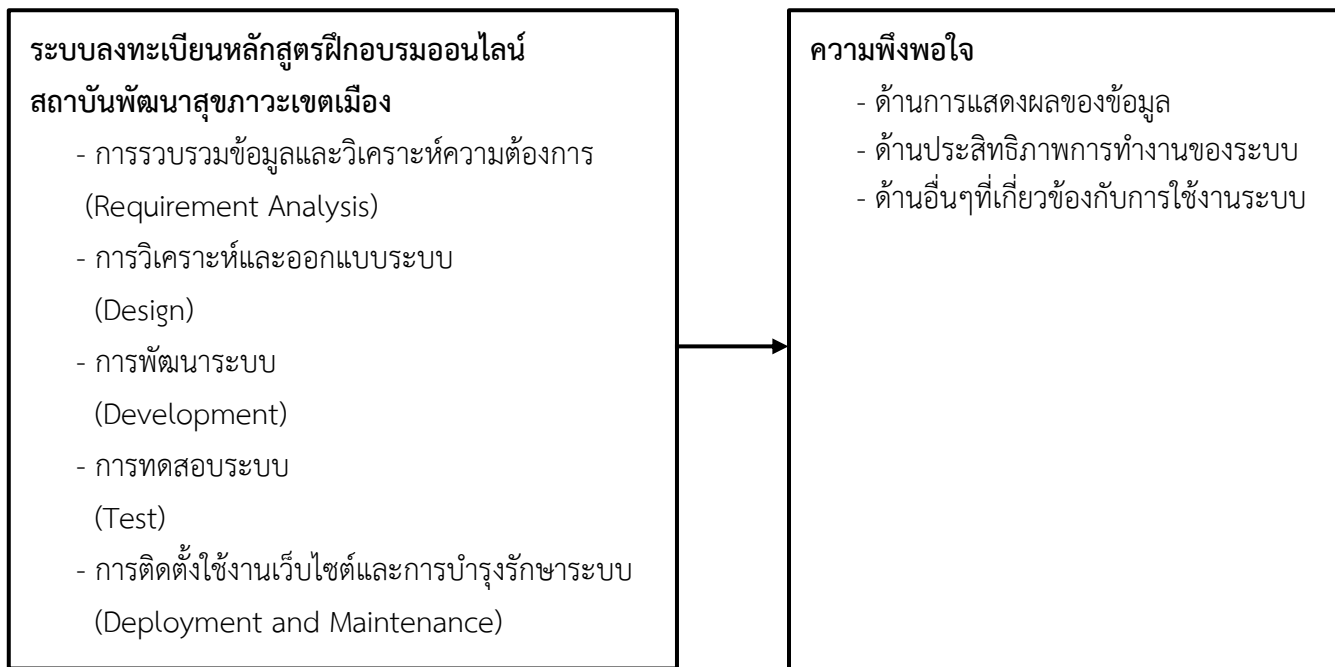 ระบบลงทะเบียนหลักสูตรฝึกอบรมออนไลน์
สถาบันพัฒนาสุขภาวะเขตเมือง
- การรวบรวมข้อมูลและวิเคราะห์ความต้องการ
(Requirement Analysis)
- การวิเคราะห์และออกแบบระบบ
(Design)
- การพัฒนาระบบ
(Development)
- การทดสอบระบบ
(Test)
- การติดตั้งใช้งานเว็บไซต์และการบำรุงรักษาระบบ
(Deployment and Maintenance)
ความพึงพอใจ
- ด้านการแสดงผลของข้อมูล
- ด้านประสิทธิภาพการทำงานของระบบ
- ด้านอื่นๆที่เกี่ยวข้องกับการใช้งานระบบ